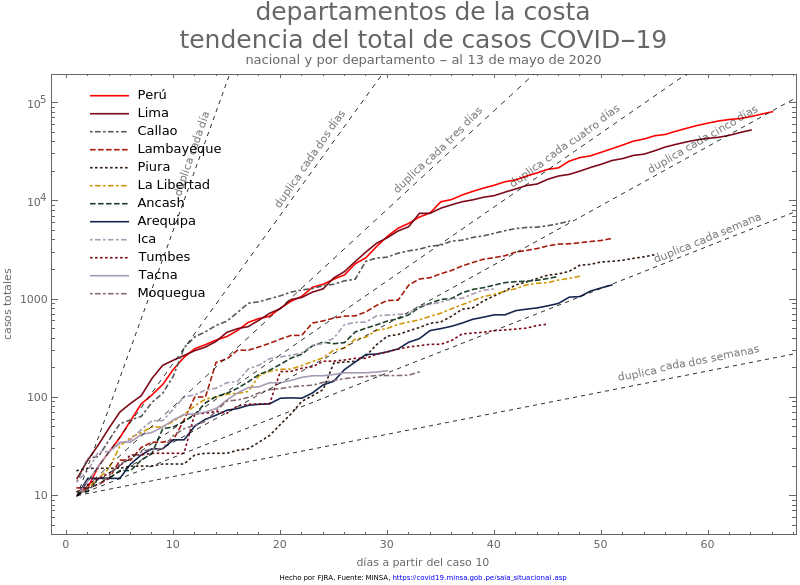 departamentos de la costa
tendencia del total de casos COVID–19
nacional y por departamento – al 13 de mayo de 2020
casos totales
10^5
10^4
1000
100
10
Perú
Lima
Callao
Lambayeque
Piura
La Libertad
Ancash
Arequipa
Ica
Tumbes
Tacna
Moquegua
duplica cada día
duplica cada dos días
duplica cada tres días
duplica cada cuatro días
duplica cada cinco días
duplica cada semana
duplica cada dos semanas
0 10 20 30 40 50 60
días a partir del caso 10
Hecho por FJRA. Fuente: MINSA, https://covid19.minsa.gob.pe/sala_situacional.asp